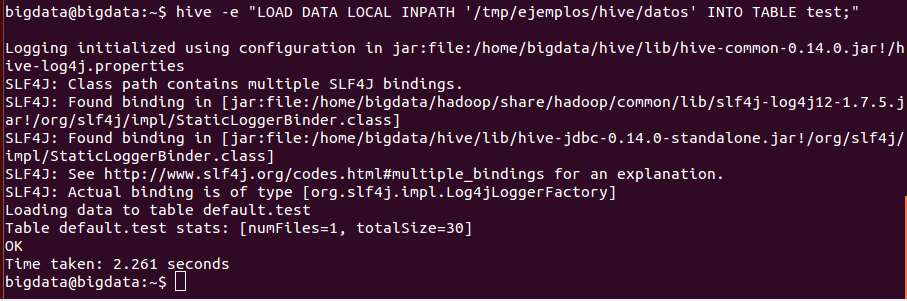 bigdata@bigdata:~$ hive -e "LOAD DATA LOCAL INPATH '/tmp/ejemplos/hive/datos' INTO TABLE test;"
Logging initialized using configuration in jar:file:/home/bigdata/hive/lib/hive-common-0.14.0.jar!/h
ive-log4j.properties
SLF4J: Class path contains multiple SLF4J bindings.
SLF4J: Found binding in [jar:file:/home/bigdata/hadoop/share/hadoop/common/lib/slf4j-log4j12-1.7.5.j
ar!/org/slf4j/impl/StaticLoggerBinder.class]
SLF4J: Found binding in [jar:file:/home/bigdata/hive/lib/hive-jdbc-0.14.0-standalone.jar!/org/slf4j/
impl/StaticLoggerBinder.class]
SLF4J: See http://www.slf4j.org/codes.html#multiple_bindings for an explanation.
SLF4J: Actual binding is of type [org.slf4j.impl.Log4jLoggerFactory]
Loading data to table default.test
Table default.test stats: [numFiles=1, totalSize=30]
OK
Time taken: 2.261 seconds
bigdata@bigdata:~$